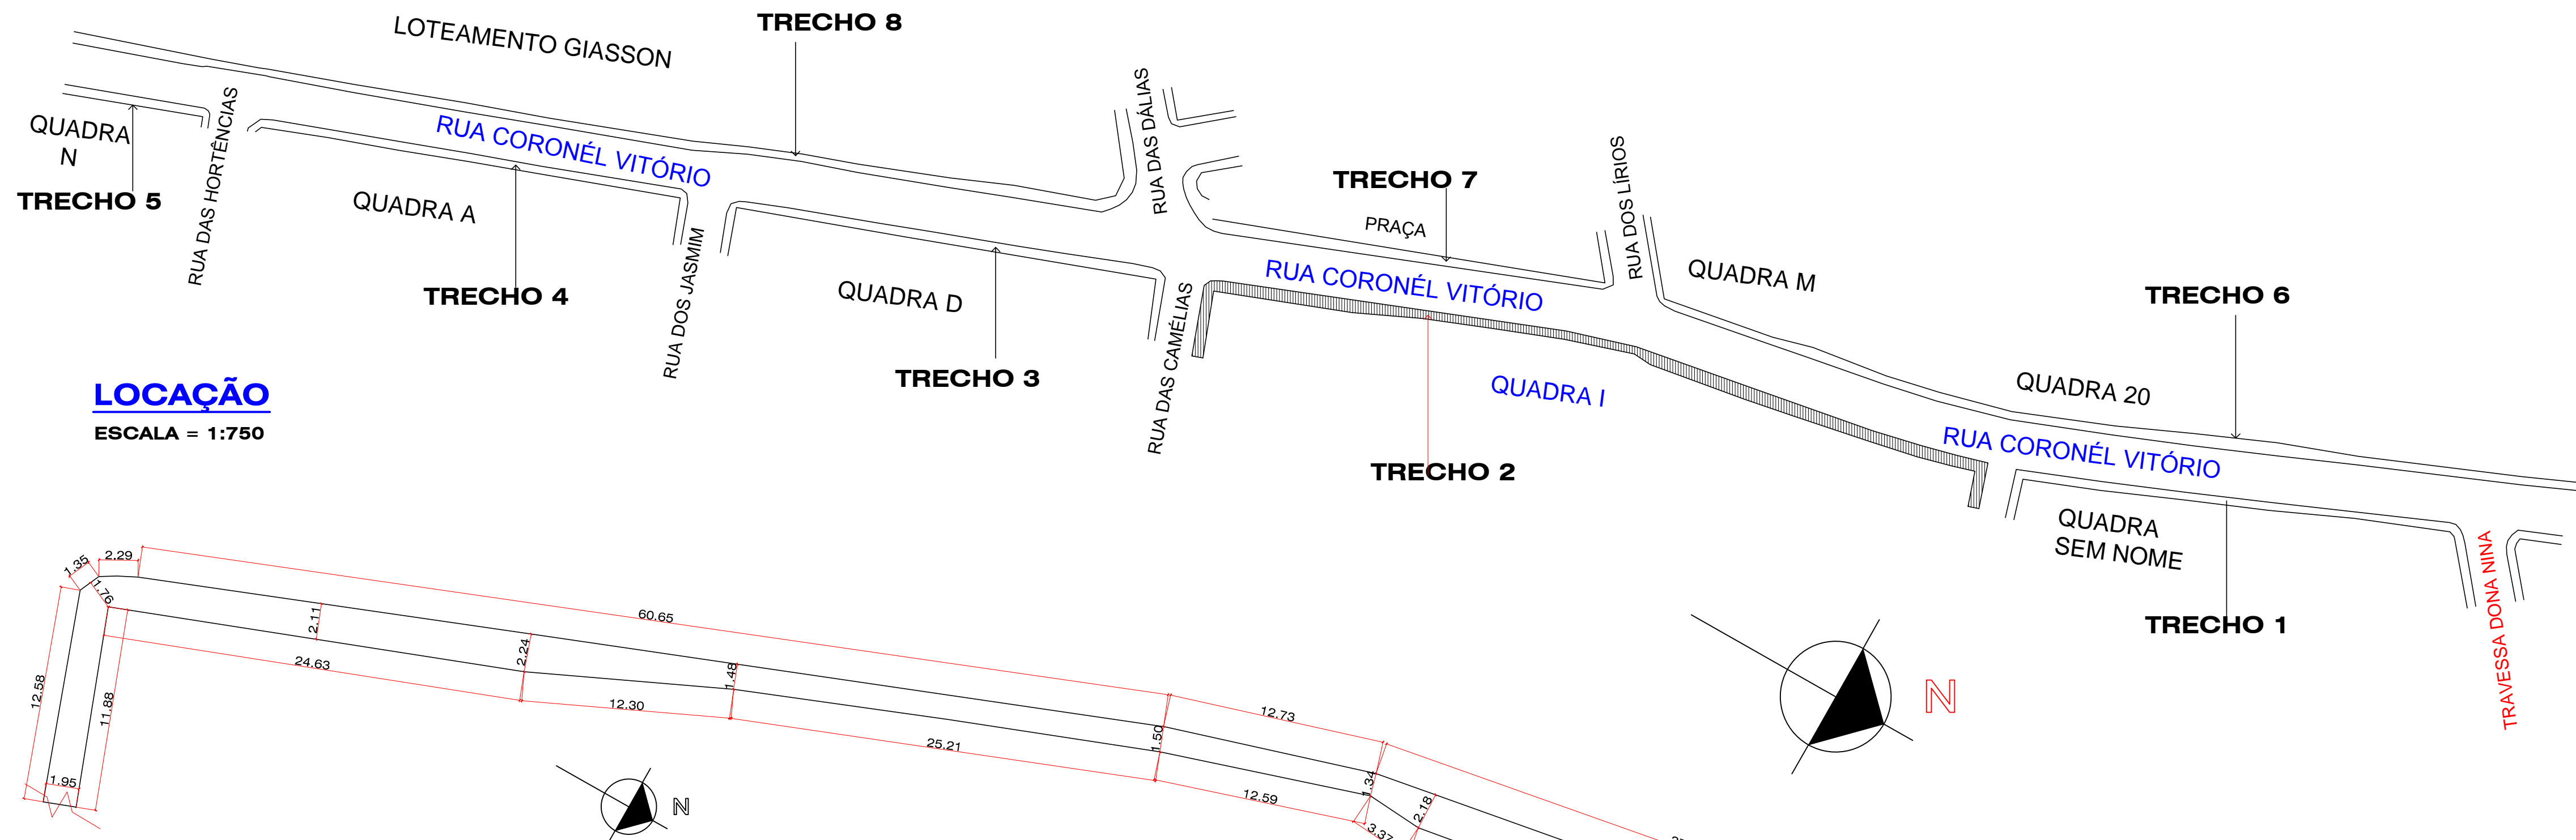 TRECHO 8
LOTEAMENTO GIASSON
RUA DAS DÁLIAS
QUADRA
N
RUA DAS HORTÊNCIAS
RUA CORONÉL VITÓRIO
TRECHO 7
RUA DOS LÍRIOS
TRECHO 5
QUADRA A
PRAÇA
RUA CORONÉL VITÓRIO
QUADRA M
TRECHO 4
RUA DOS JASMIM
QUADRA D
TRECHO 6
RUA DAS CAMÉLIAS
TRECHO 3
QUADRA I
QUADRA 20
LOCAÇÃO
ESCALA = 1:750
RUA CORONÉL VITÓRIO
TRECHO 2
QUADRA
SEM NOME
TRAVESSA DONA NINA
TRECHO 1
1.35
2.29
1.76
60.65
2.11
2.24
24.63
1.48
12.58
11.88
12.30
12.73
1.50
25.21
1.95
1.34
12.59
2.18
3.37
N
N